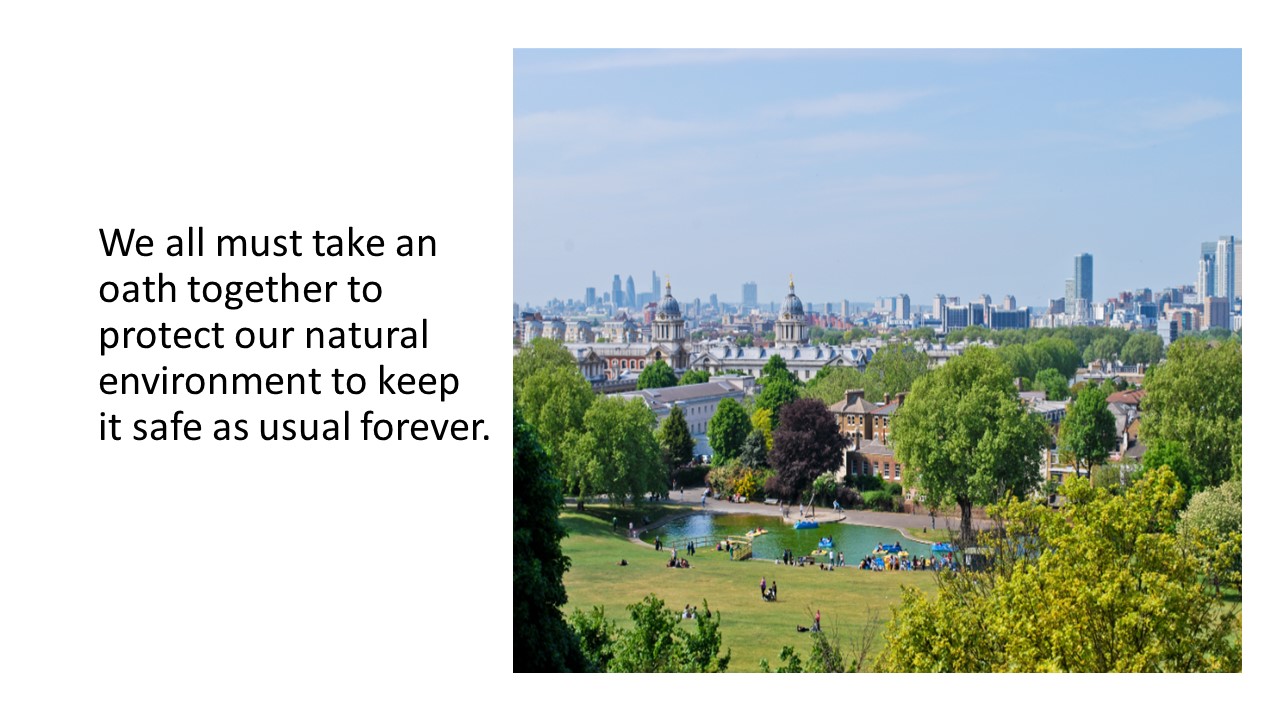 We all must take an
oath together to
protect our natural
environment to keep
it safe as usual forever.